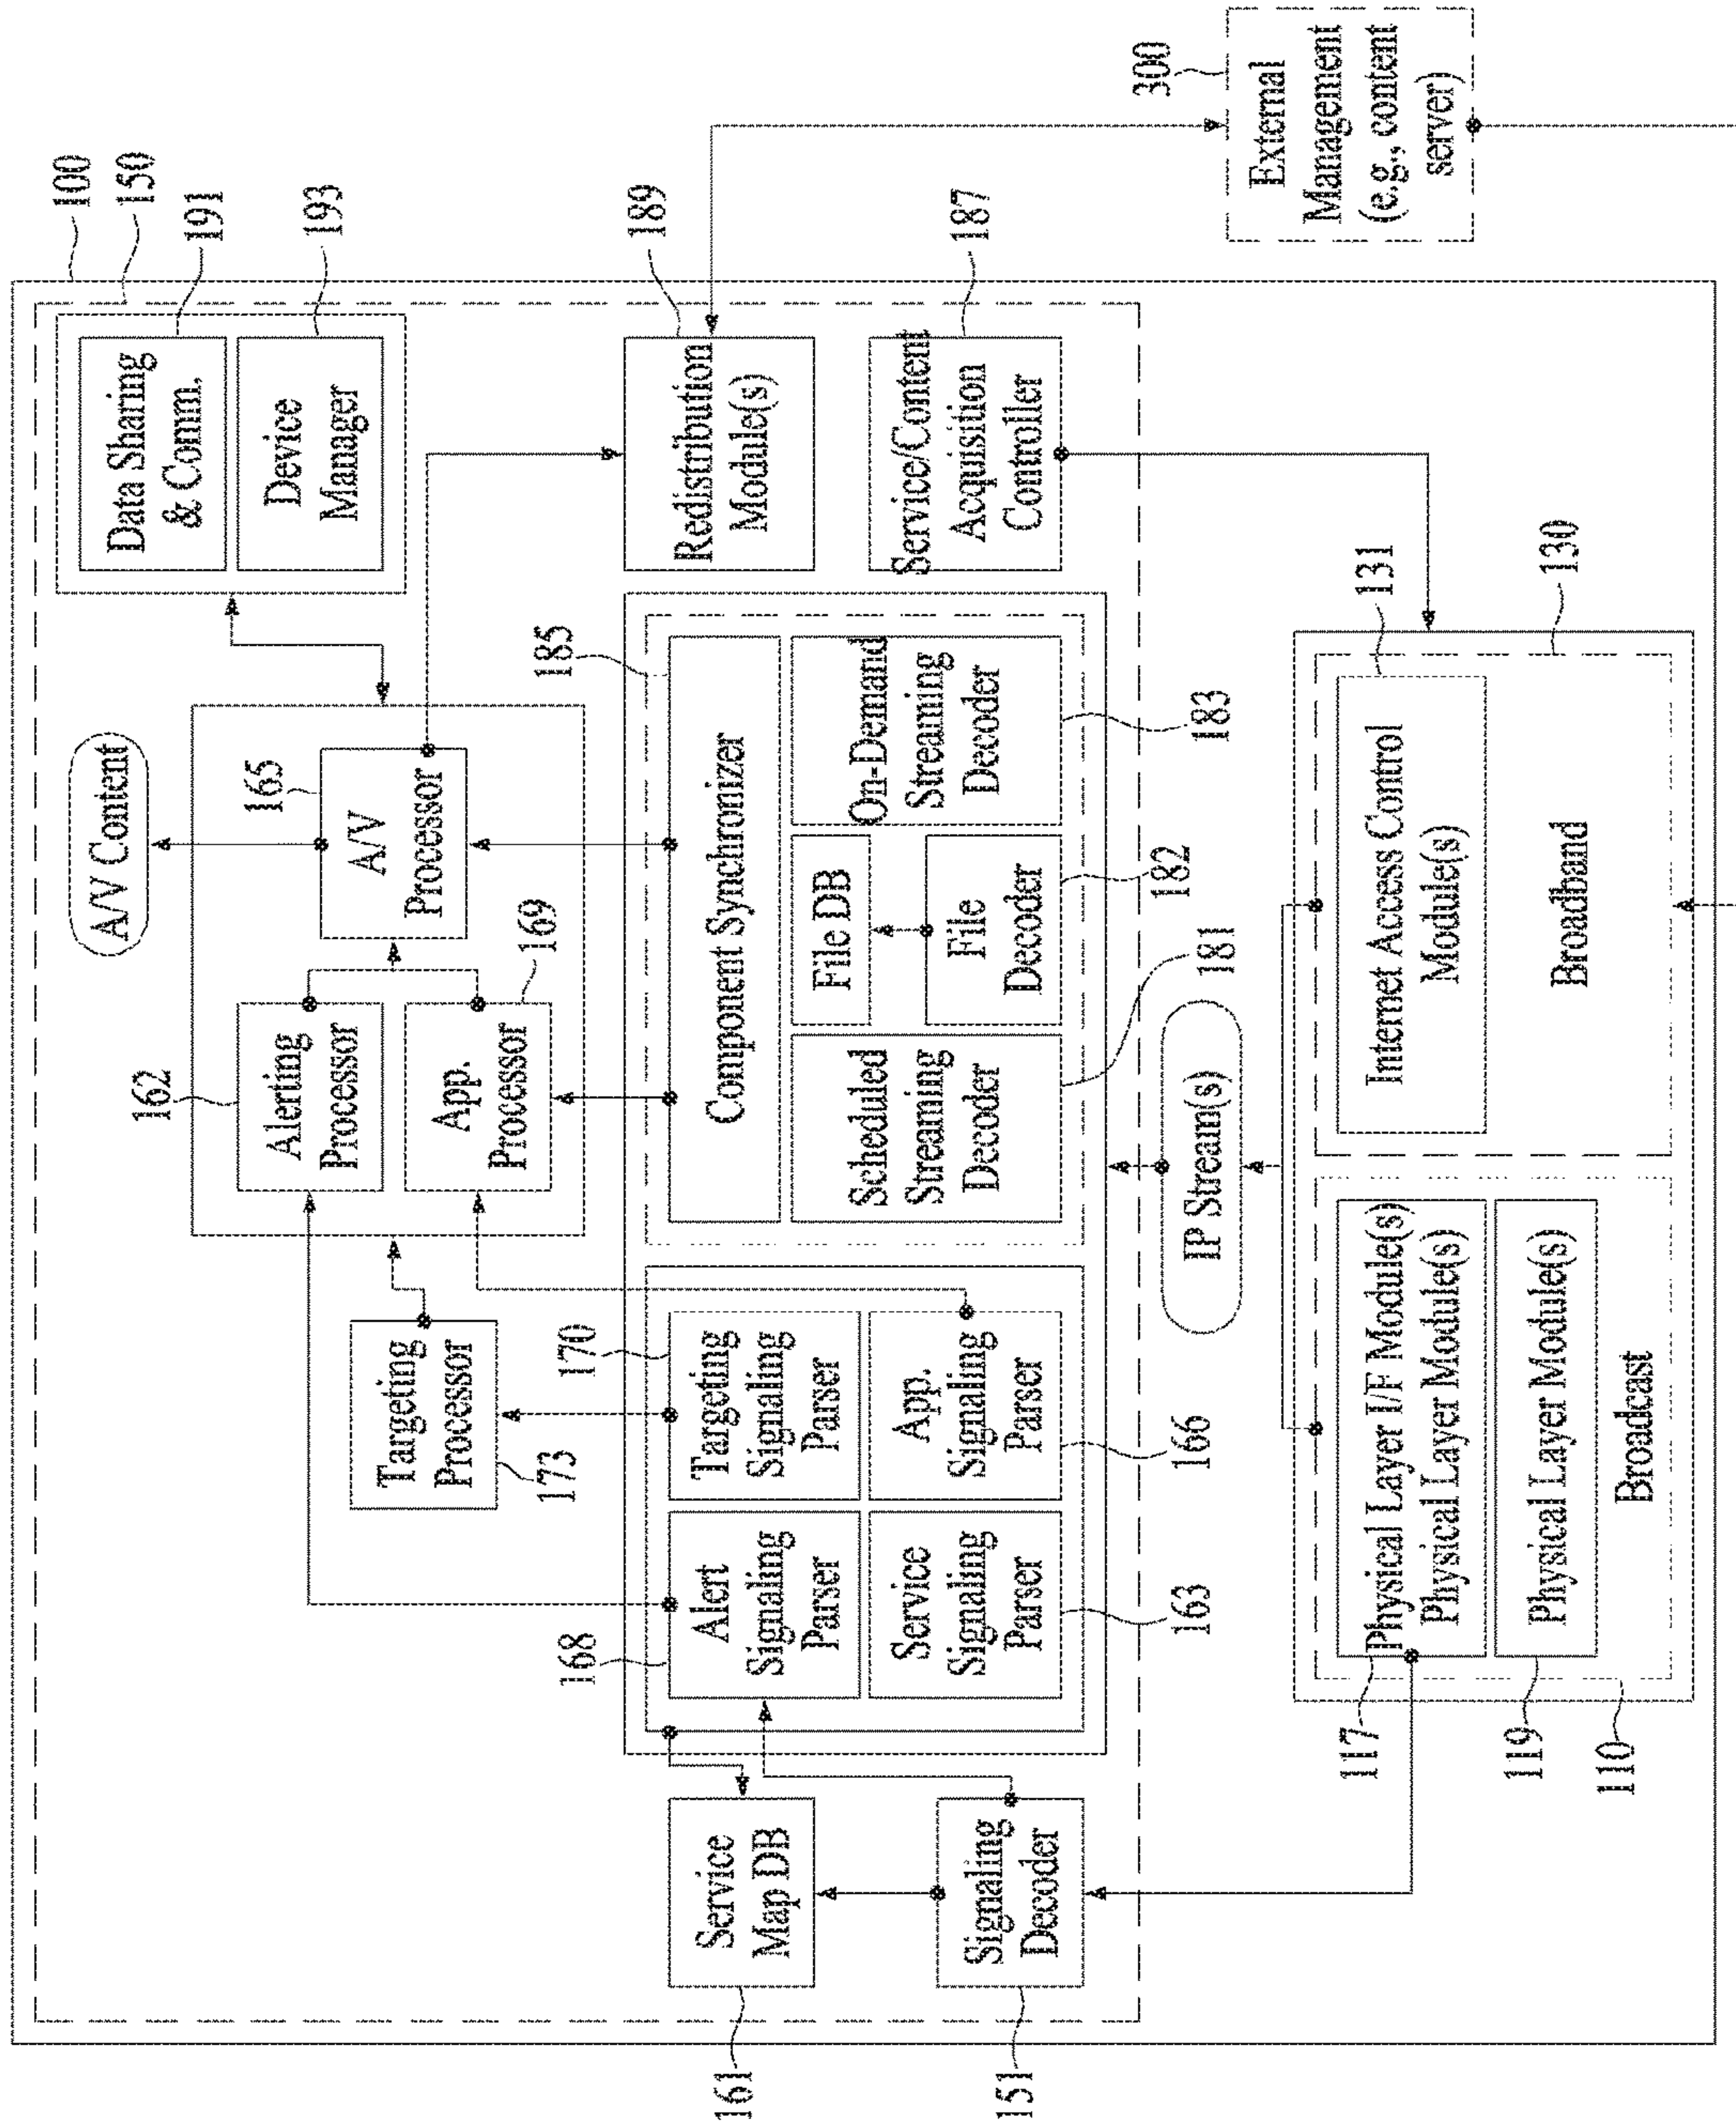 100
150
A/V Content
Data Sharing
& Comm.
191
Device
Manager
193
162
Alerting
Processor
165
A/V
Processor
App.
Processor
169
Targeting
Processor
173
161
Service
Map DB
Signaling
Decoder
151
168
Alert
Signaling
Parser
170
Targeting
Signaling
Parser
Service
Signaling
Parser
163
App.
Signaling
Parser
166
185
Component Synchronizer
Scheduled
Streaming
Decoder
181
File DB
File
Decoder
182
On-Demand
Streaming
Decoder
183
Redistribution
Module(s)
189
Service/Content
Acquisition
Controller
187
300
External
Management
(e.g., content
server)
IP Stream(s)
Physical Layer I/F Module(s)
Physical Layer Module(s)
117
Physical Layer Module(s)
119
Broadcast
110
Internet Access Control
Module(s)
131
Broadband
130